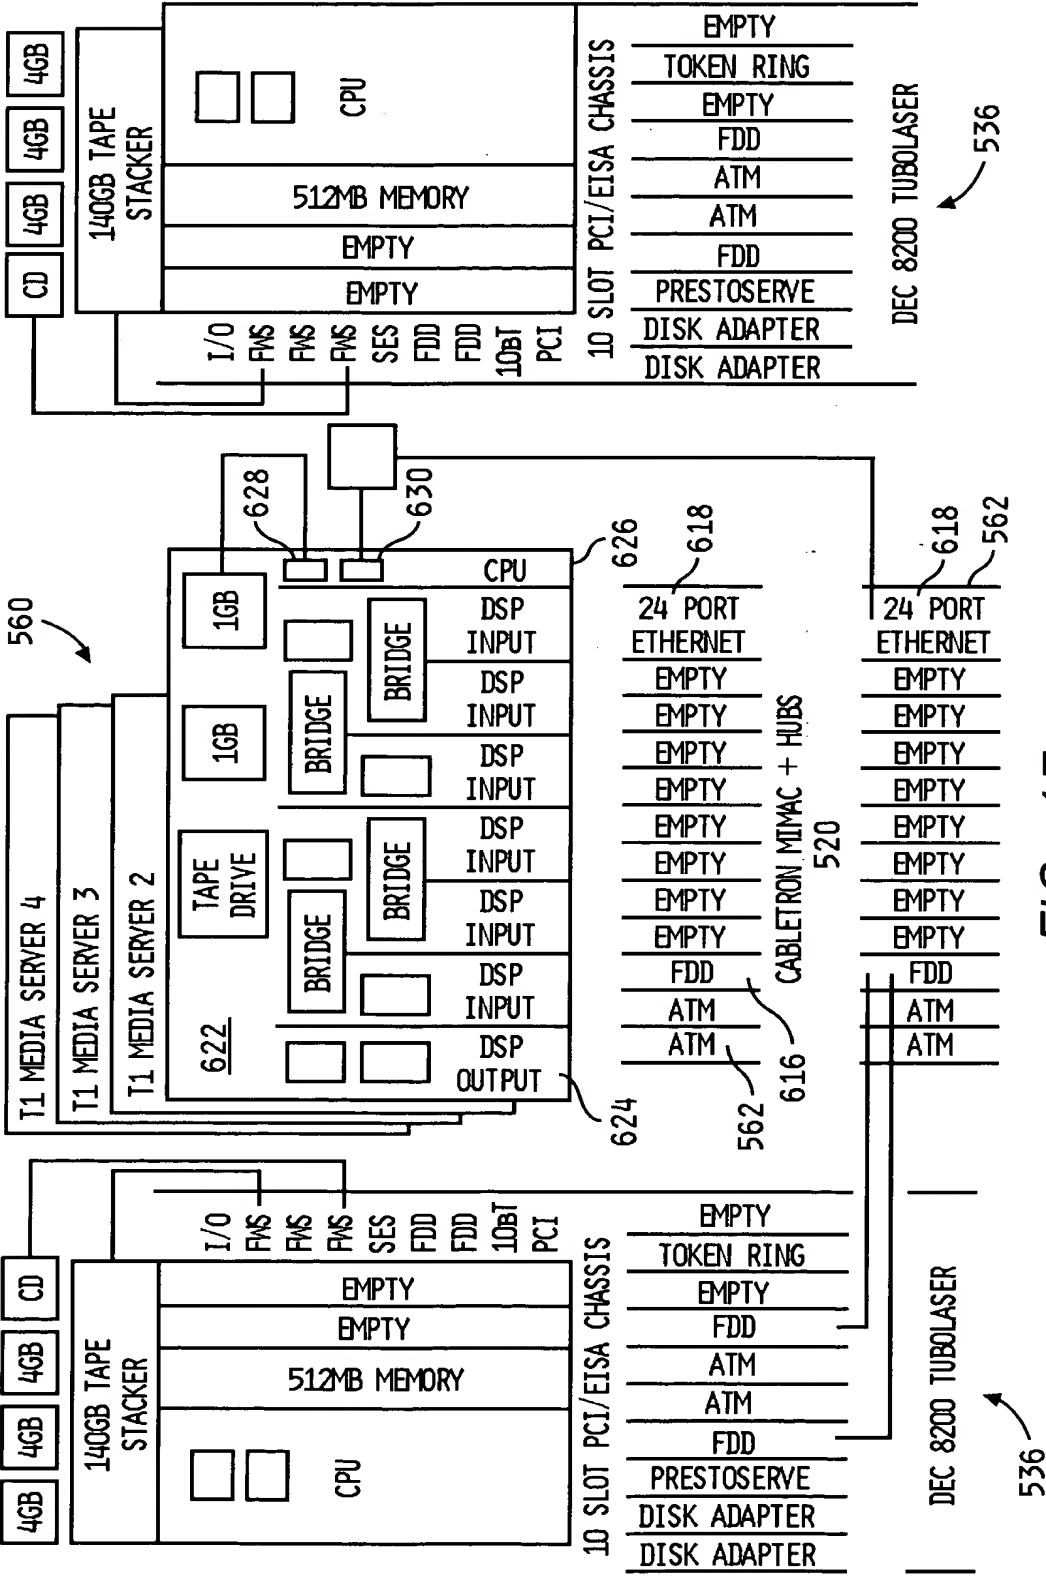 4GB
4GB
4GB
CD
140GB TAPE
STACKER
CPU
512MB MEMORY
EMPTY
EMPTY
I/O
FWS
FWS
FWS
SES
FDD
FDD
10BT
PCI
10 SLOT PCI/EISA CHASSIS
EMPTY
TOKEN RING
EMPTY
FDD
ATM
ATM
FDD
PRESTOSERVE
DISK ADAPTER
DISK ADAPTER
DEC 8200 TUBOLASER
536
560
T1 MEDIA SERVER 4
T1 MEDIA SERVER 3
T1 MEDIA SERVER 2
622
TAPE
DRIVE
1GB
1GB
628
630
626
624
BRIDGE
BRIDGE
BRIDGE
BRIDGE
DSP
OUTPUT
DSP
INPUT
DSP
INPUT
DSP
INPUT
DSP
INPUT
DSP
INPUT
DSP
INPUT
CPU
ATM
ATM
FDD
EMPTY
EMPTY
EMPTY
EMPTY
EMPTY
EMPTY
EMPTY
EMPTY
24 PORT
ETHERNET
618
562
616
CABLETRON MIMAC + HUBS
520
ATM
ATM
FDD
EMPTY
EMPTY
EMPTY
EMPTY
EMPTY
EMPTY
EMPTY
EMPTY
24 PORT
ETHERNET
618
562
4GB
4GB
4GB
CD
140GB TAPE
STACKER
CPU
512MB MEMORY
EMPTY
EMPTY
I/O
FWS
FWS
FWS
SES
FDD
FDD
10BT
PCI
10 SLOT PCI/EISA CHASSIS
EMPTY
TOKEN RING
EMPTY
FDD
ATM
ATM
FDD
PRESTOSERVE
DISK ADAPTER
DISK ADAPTER
DEC 8200 TUBOLASER
536